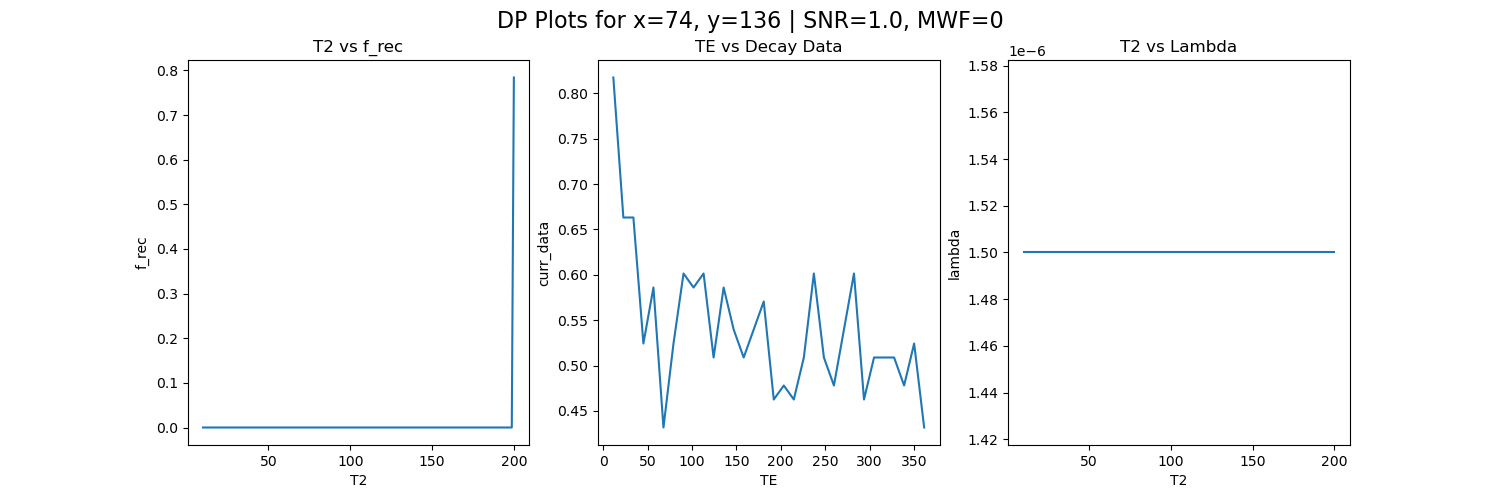 DP Plots for x=74, y=136 | SNR=1.0, MWF=0
T2 vs f_rec
f_rec
0.8
0.7
0.6
0.5
0.4
0.3
0.2
0.1
0.0
50 100 150 200
T2
TE vs Decay Data
curr_data
0.80
0.75
0.70
0.65
0.60
0.55
0.50
0.45
0 50 100 150 200 250 300 350
TE
T2 vs Lambda
1e−6
lambda
1.58
1.56
1.54
1.52
1.50
1.48
1.46
1.44
1.42
50 100 150 200
T2